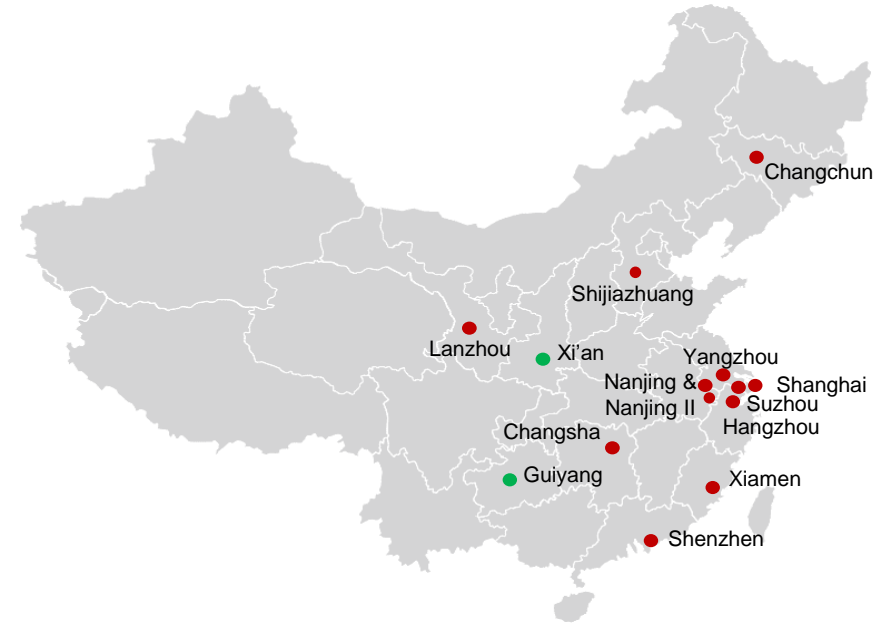 Changchun
Shijiazhuang
Lanzhou
Xi’an
Yangzhou
Nanjing &
Nanjing II
Shanghai
Suzhou
Hangzhou
Changsha
Guiyang
Xiamen
Shenzhen